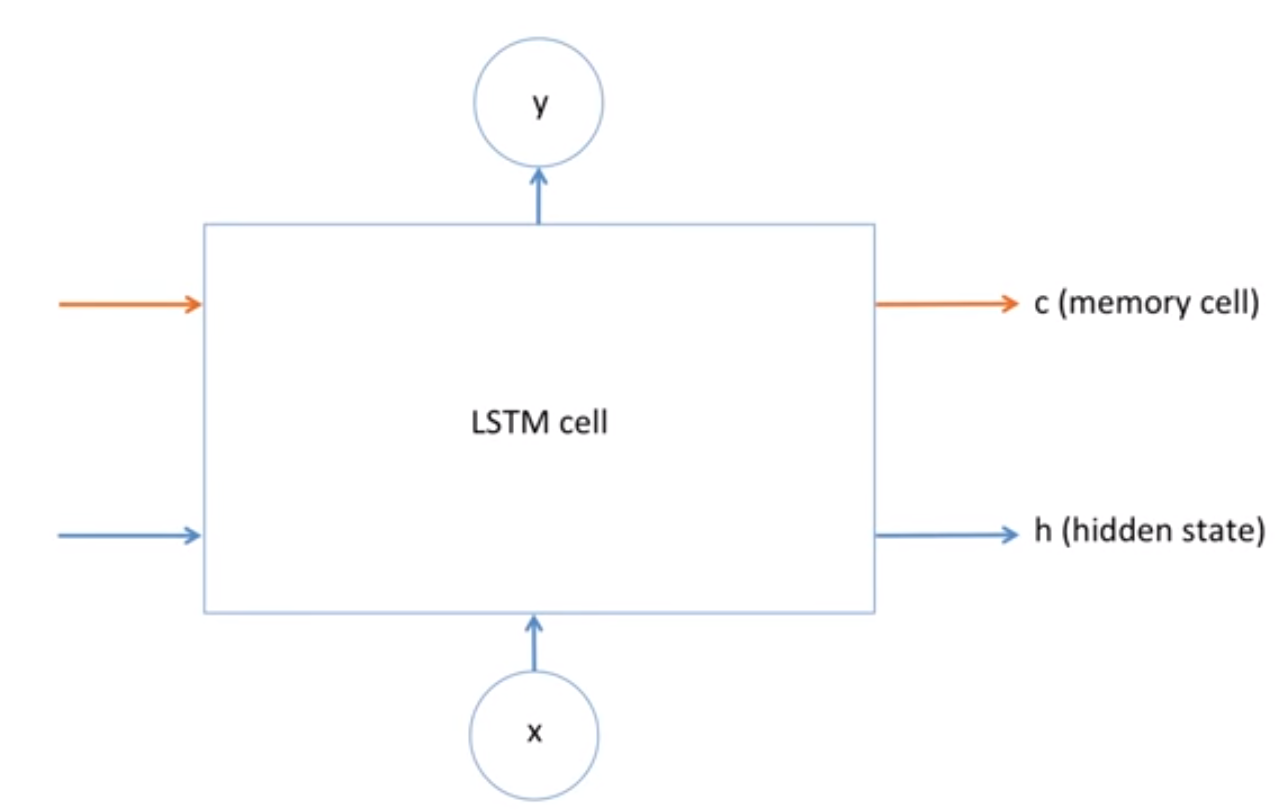 y
c (memory cell)
LSTM cell
h (hidden state)
x